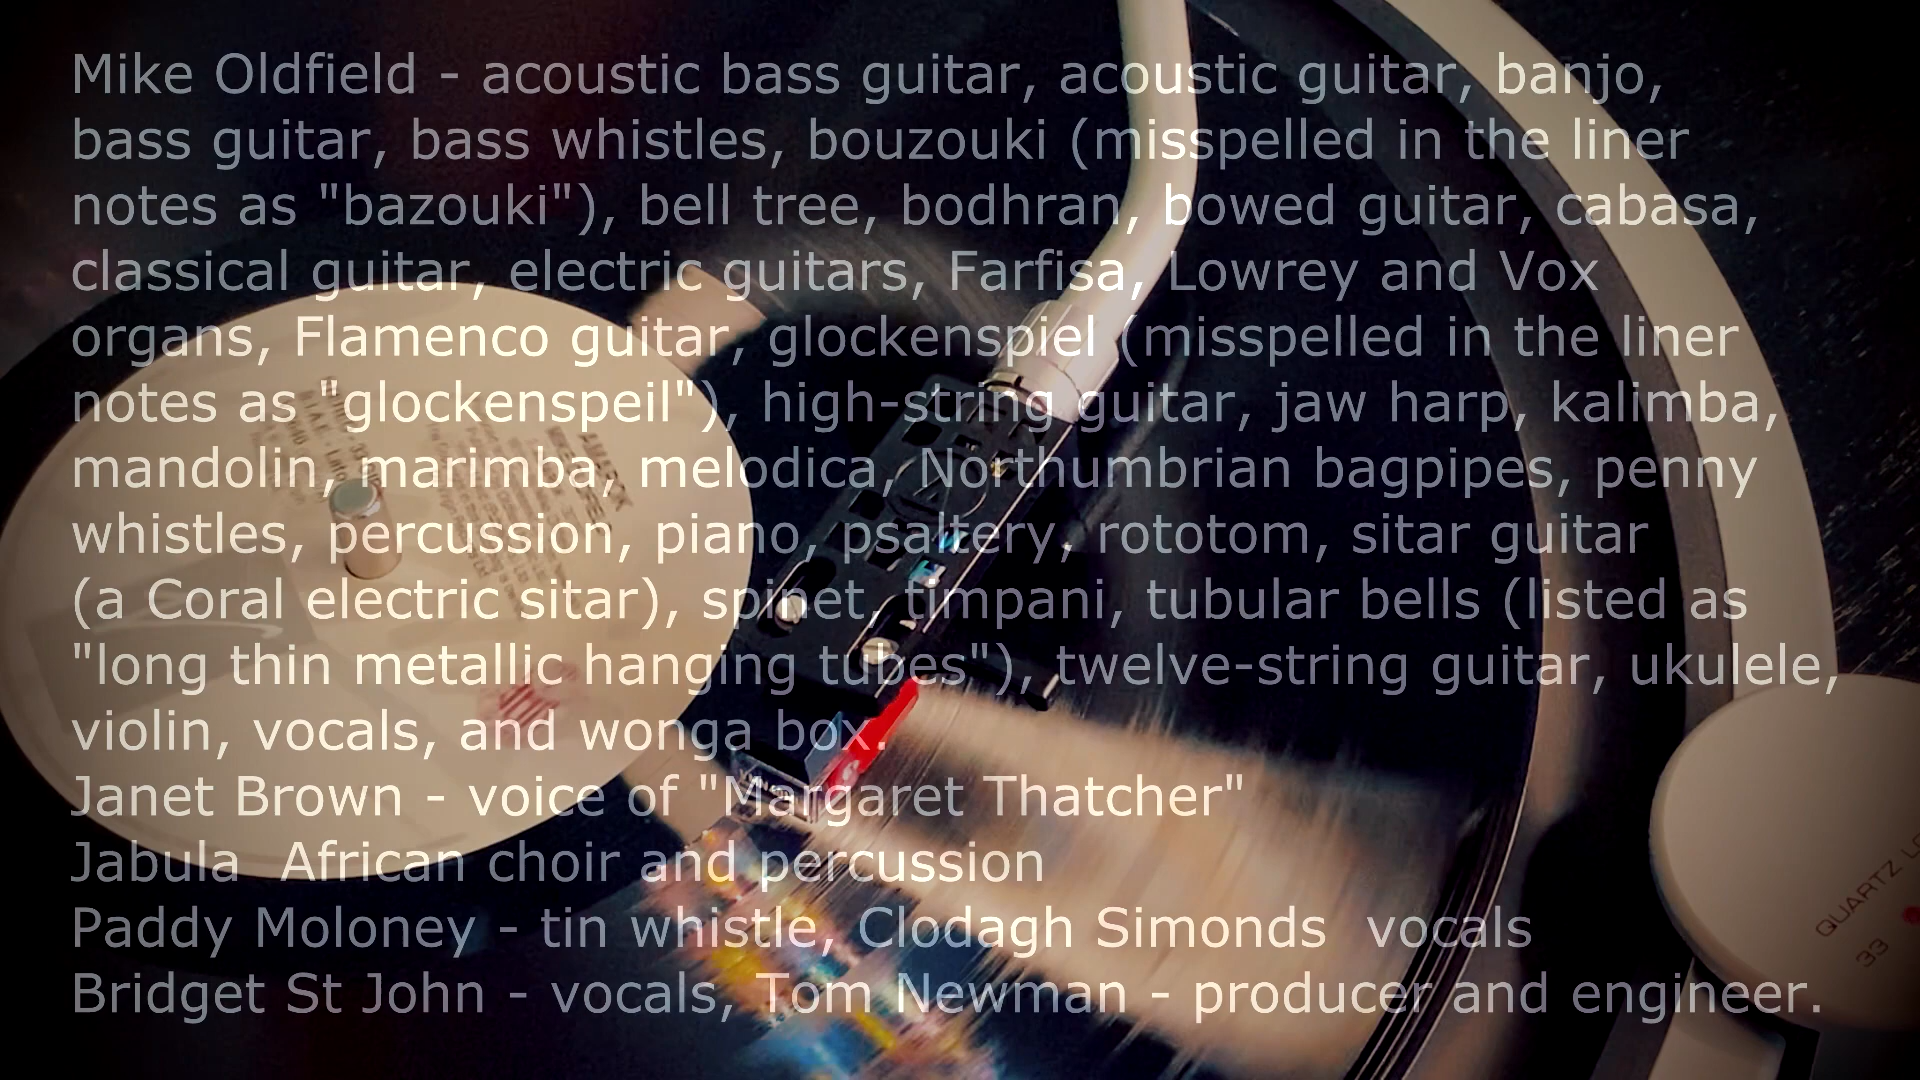 Mike Oldfield - acoustic bass guitar, acoustic guitar, banjo,
bass guitar, bass whistles, bouzouki (misspelled in the liner
notes as "bazouki"), bell tree, bodhran, bowed guitar, cabasa,
classical guitar, electric guitars, Farfisa, Lowrey and Vox
organs, Flamenco guitar, glockenspiel (misspelled in the liner
notes as "glockenspeil"), high-string guitar, jaw harp, kalimba,
mandolin, marimba, melodica, Northumbrian bagpipes, penny
whistles, percussion, piano, psaltery, rototom, sitar guitar
(a Coral electric sitar), spinet, timpani, tubular bells (listed as
"long thin metallic hanging tubes"), twelve-string guitar, ukulele,
violin, vocals, and wonga box.
Janet Brown - voice of "Margaret Thatcher"
Jabula  African choir and percussion
Paddy Moloney - tin whistle, Clodagh Simonds  vocals
Bridget St John - vocals, Tom Newman - producer and engineer.
QUARTZ
33